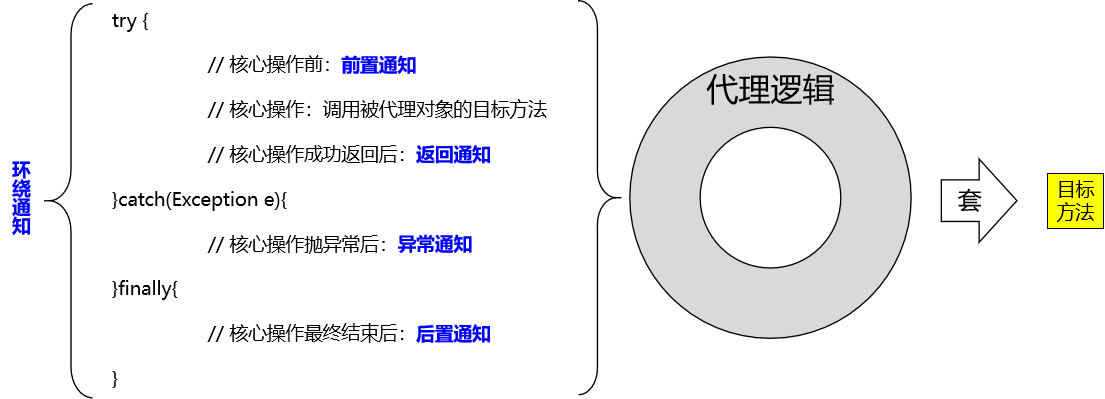 环绕通知
try {
// 核心操作前：前置通知
// 核心操作：调用被代理对象的目标方法
// 核心操作成功返回后：返回通知
}catch(Exception e){
// 核心操作抛异常后：异常通知
}finally{
// 核心操作最终结束后：后置通知
}
代理逻辑
套
目标
方法